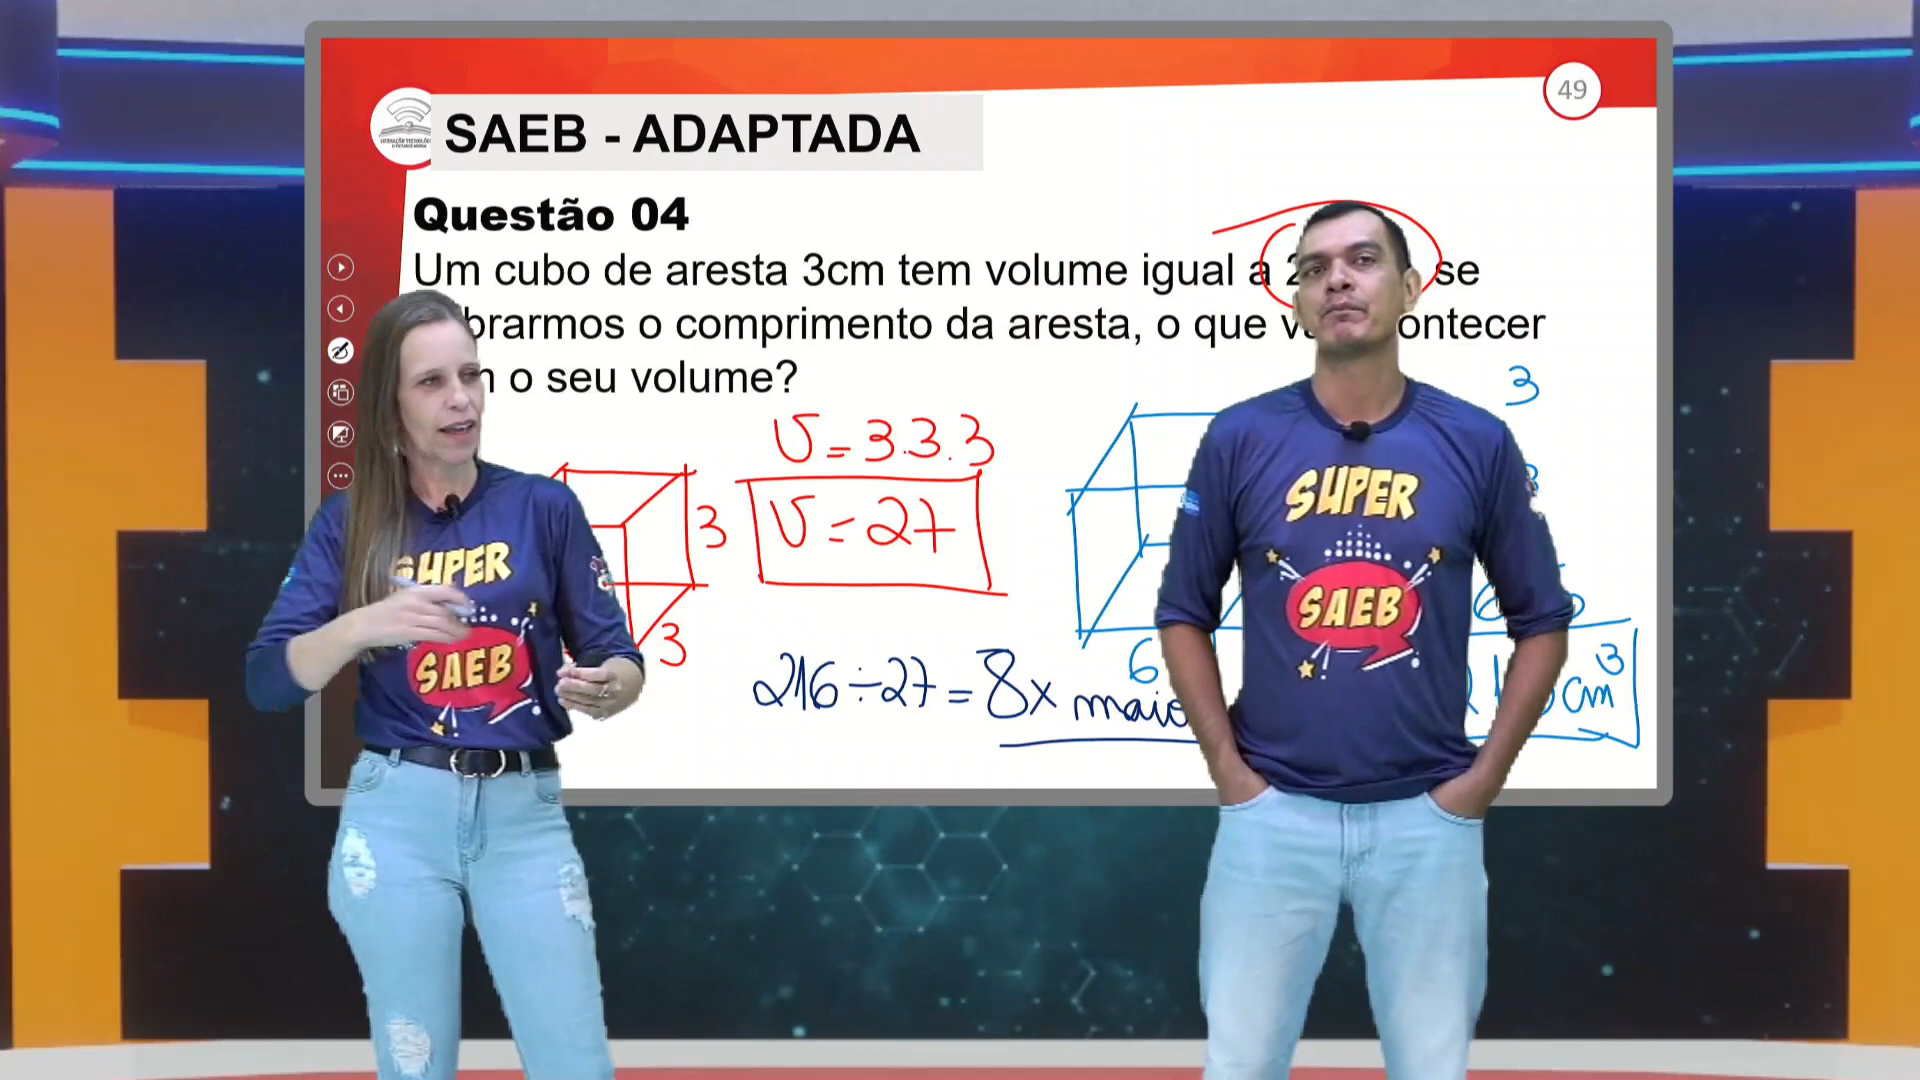 49
SAEB - ADAPTADA
Questão 04
Um cubo de aresta 3cm tem volume igual a se
o comprimento da aresta, o que
o seu volume?
3
V = 3.3.3
V = 27
3
3
6
216 ÷ 27 = 8x
cm³
SUPER
SAEB
SUPER
SAEB